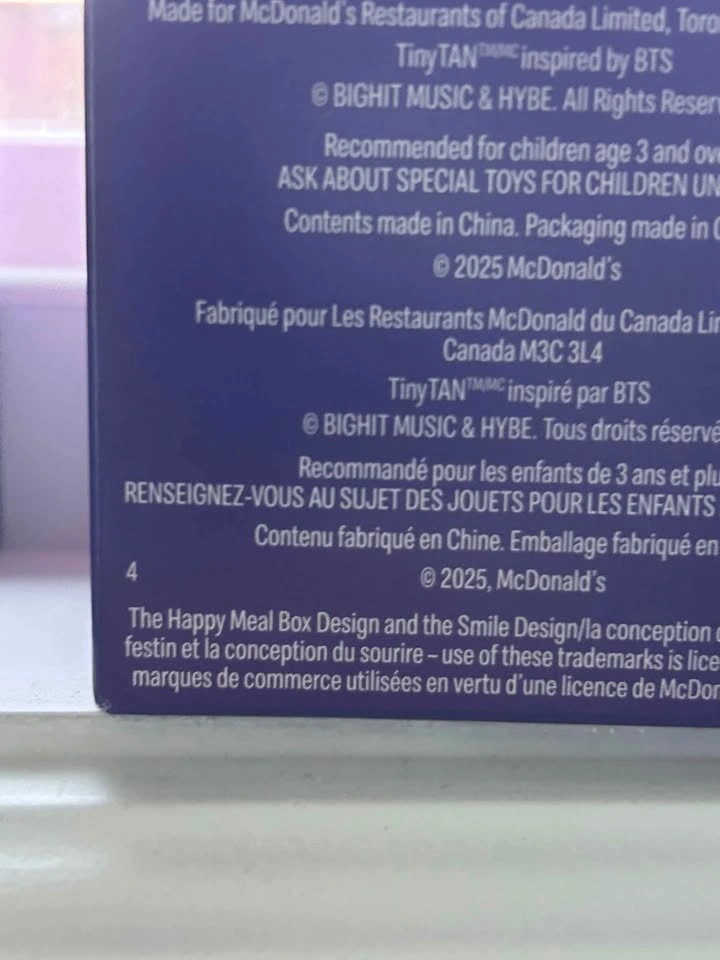 Made for McDonald's Restaurants of Canada Limited,
TinyTAN™/MC inspired by BTS
© BIGHIT MUSIC & HYBE. All Rights
Recommended for children age 3 and
ASK ABOUT SPECIAL TOYS FOR CHILDREN
Contents made in China. Packaging made in
© 2025 McDonald's
Fabriqué pour Les Restaurants McDonald du Canada
Canada M3C 3L4
TinyTAN™/MC inspiré par BTS
© BIGHIT MUSIC & HYBE. Tous droits
Recommandé pour les enfants de 3 ans et
RENSEIGNEZ-VOUS AU SUJET DES JOUETS POUR LES ENFANTS
Contenu fabriqué en Chine. Emballage fabriqué en
4 © 2025, McDonald's
The Happy Meal Box Design and the Smile Design/la conception
festin et la conception du sourire – use of these trademarks is
marques de commerce utilisées en vertu d'une licence de